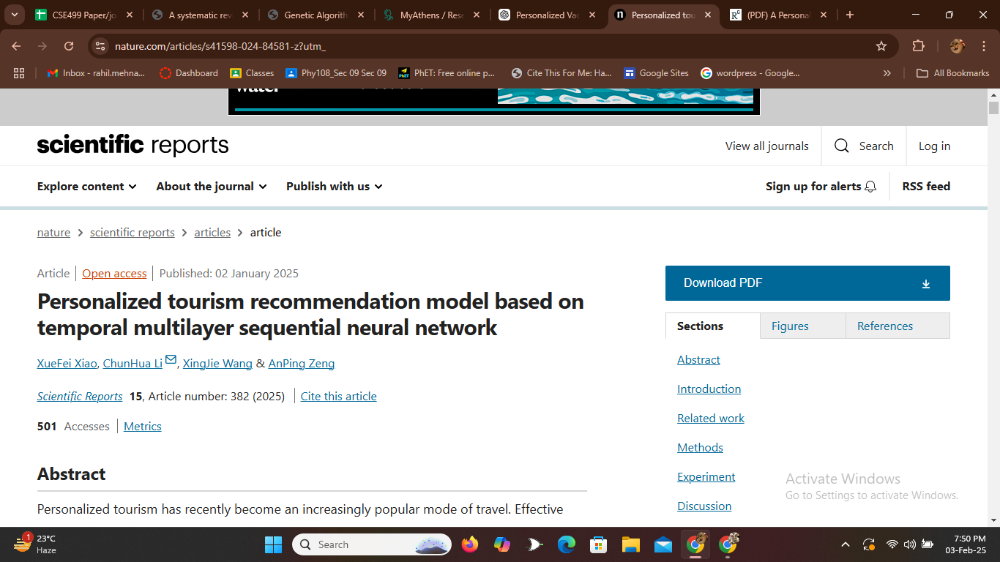 CSE499 Paper/jo
A systematic rev
Genetic Algorith
MyAthens / Rese
Personalized Vac
Personalized tou
(PDF) A Personal
nature.com/articles/s41598-024-84581-z?utm_
Inbox - rahil.mehna...
Dashboard
Classes
Phy108_Sec 09 Sec 09
PhET: Free online p...
Cite This For Me: Ha...
Google Sites
wordpress - Google...
All Bookmarks
water
scientific reports
View all journals
Search
Log in
Explore content
About the journal
Publish with us
Sign up for alerts
RSS feed
nature > scientific reports > articles > article
Article | Open access | Published: 02 January 2025
Personalized tourism recommendation model based on
temporal multilayer sequential neural network
XueFei Xiao, ChunHua Li, XingJie Wang & AnPing Zeng
Scientific Reports 15, Article number: 382 (2025) | Cite this article
501 Accesses | Metrics
Abstract
Personalized tourism has recently become an increasingly popular mode of travel. Effective
Download PDF
Sections
Figures
References
Abstract
Introduction
Related work
Methods
Experiment
Discussion
Activate Windows
Go to Settings to activate Windows.
1
23°C
Haze
Search
7:50 PM
03-Feb-25